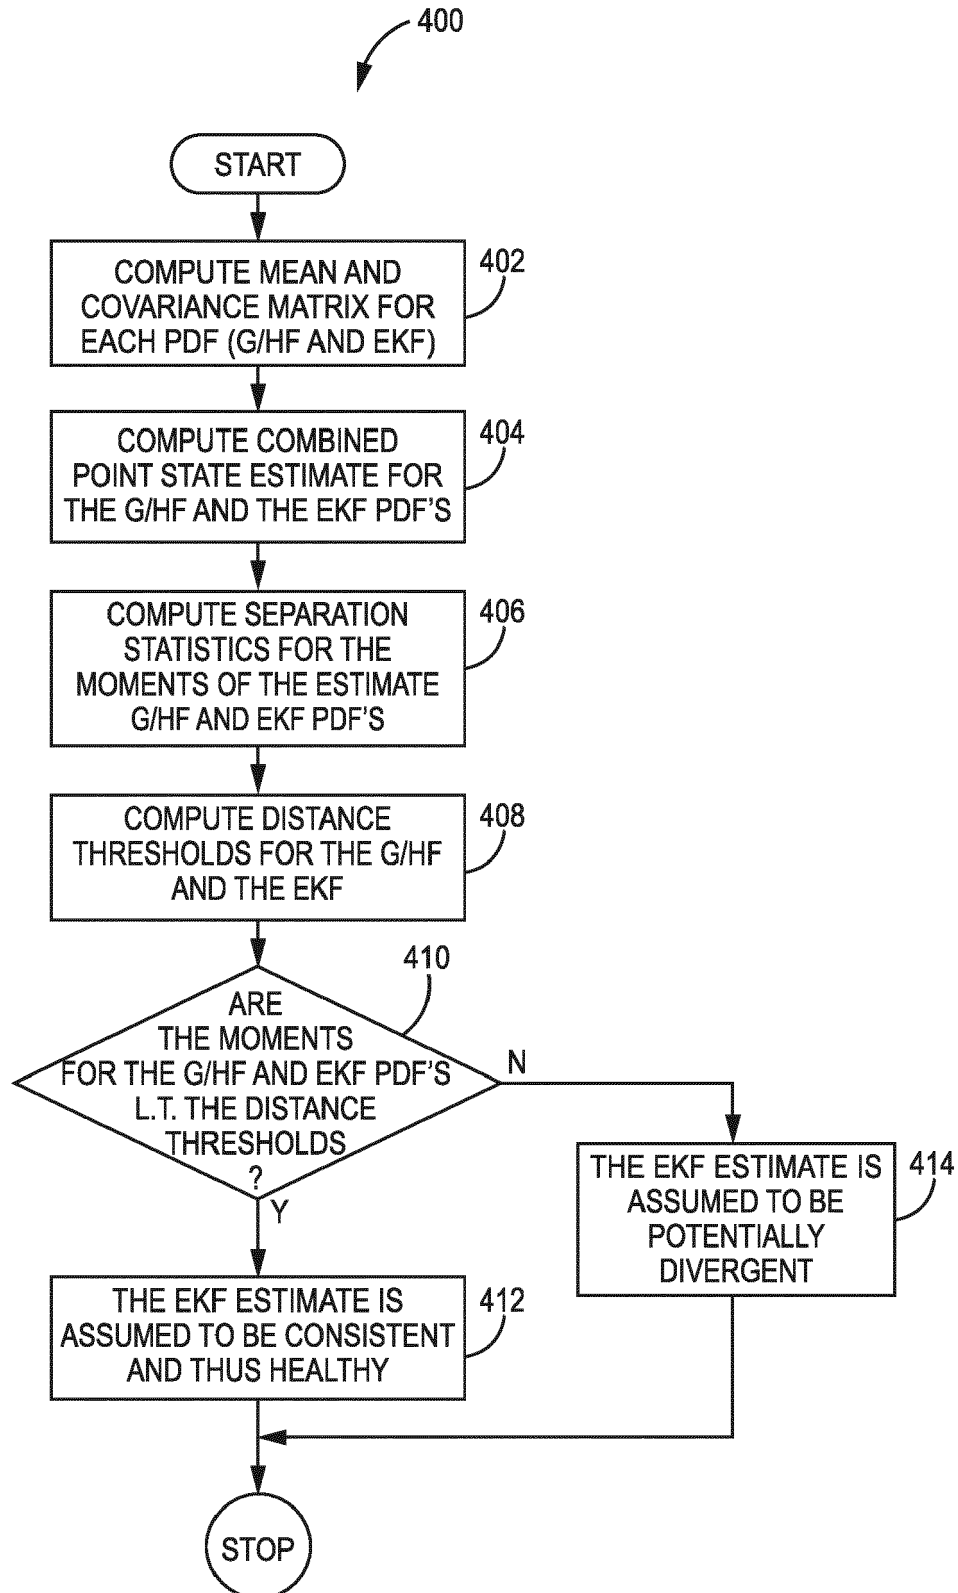 400
START
402
COMPUTE MEAN AND
COVARIANCE MATRIX FOR
EACH PDF (G/HF AND EKF)
404
COMPUTE COMBINED
POINT STATE ESTIMATE FOR
THE G/HF AND THE EKF PDF'S
406
COMPUTE SEPARATION
STATISTICS FOR THE
MOMENTS OF THE ESTIMATE
G/HF AND EKF PDF'S
408
COMPUTE DISTANCE
THRESHOLDS FOR THE G/HF
AND THE EKF
410
ARE
THE MOMENTS
FOR THE G/HF AND EKF PDF'S
L.T. THE DISTANCE
THRESHOLDS
?
N
Y
THE EKF ESTIMATE IS
ASSUMED TO BE
POTENTIALLY
DIVERGENT
414
THE EKF ESTIMATE IS
ASSUMED TO BE CONSISTENT
AND THUS HEALTHY
412
STOP